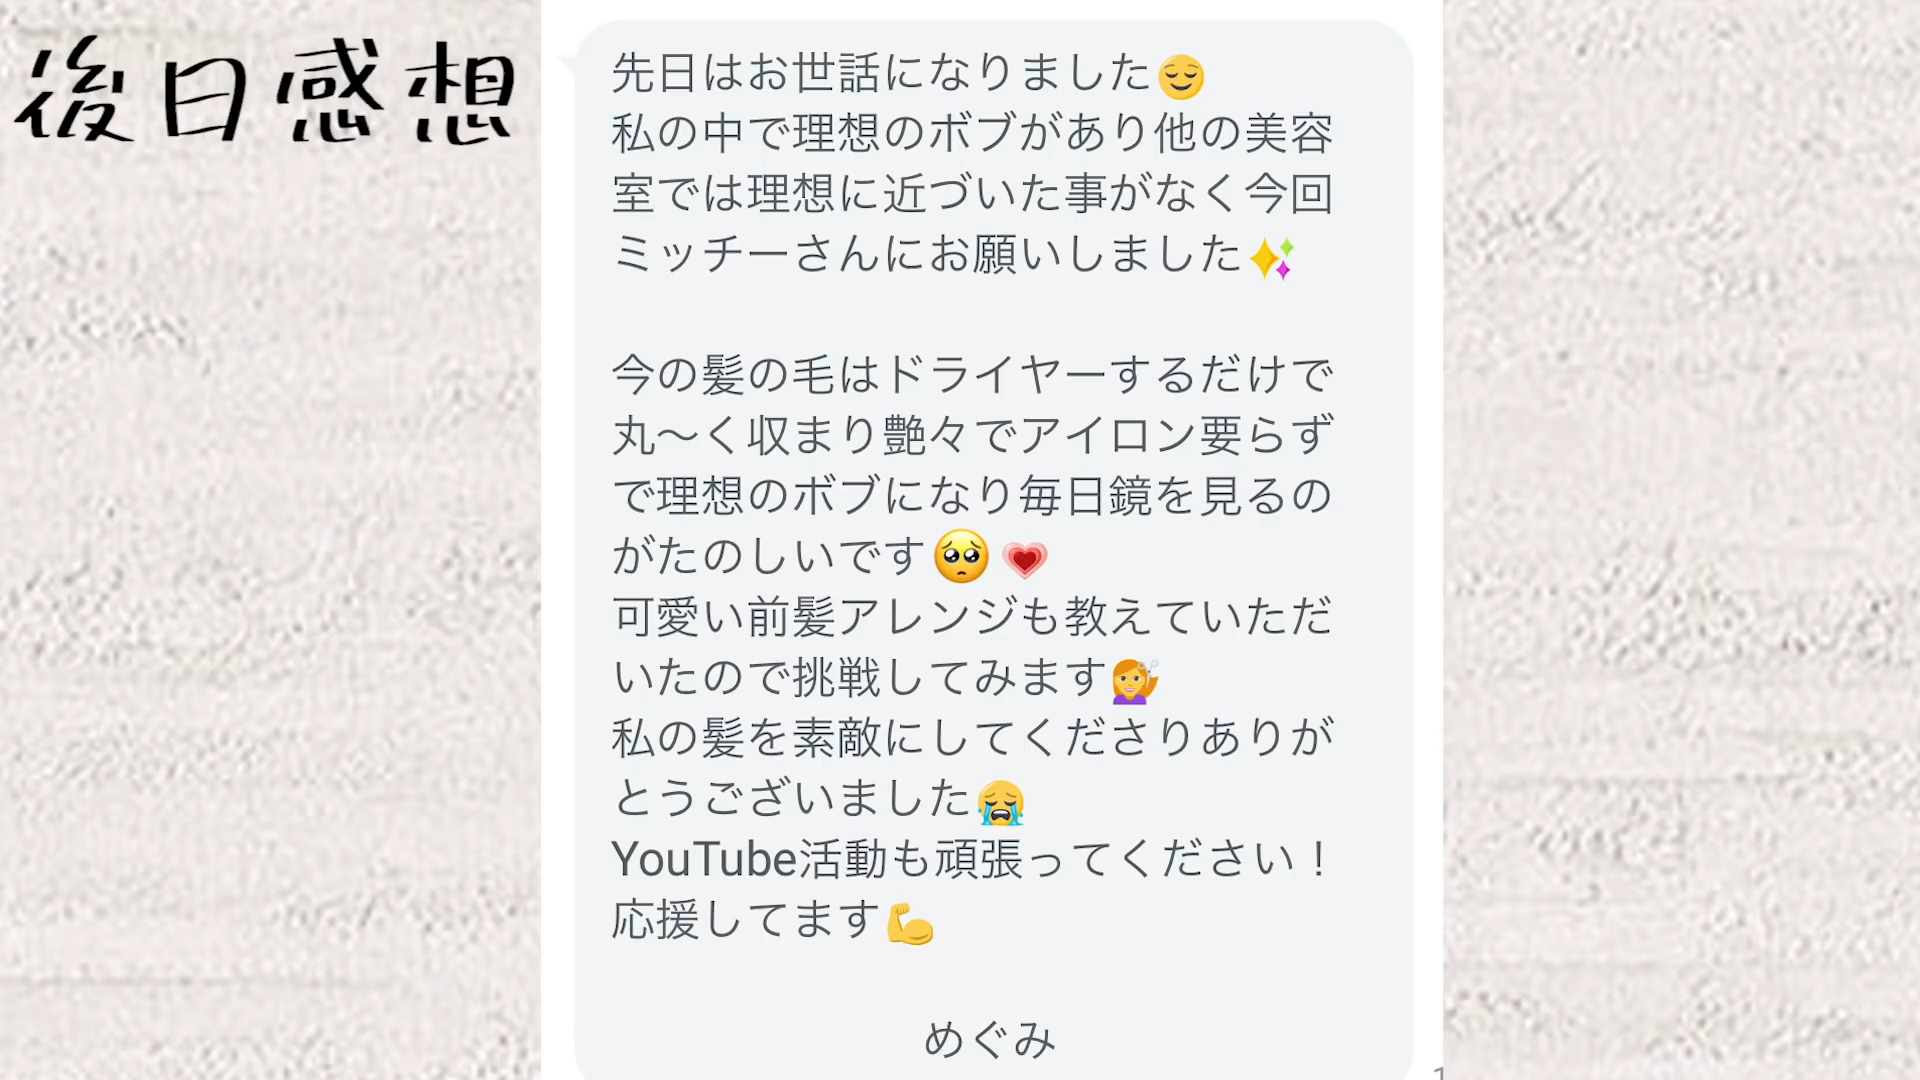 後日感想
先日はお世話になりました😌
私の中で理想のボブがあり他の美容
室では理想に近づいた事がなく今回
ミッチーさんにお願いしました✨
今の髪の毛はドライヤーするだけで
丸〜く収まり艶々でアイロン要らず
で理想のボブになり毎日鏡を見るの
がたのしいです🥺💗
可愛い前髪アレンジも教えていただ
いたので挑戦してみます💇‍♀️
私の髪を素敵にしてくださりありが
とうございました😭
YouTube活動も頑張ってください！
応援してます💪
めぐみ